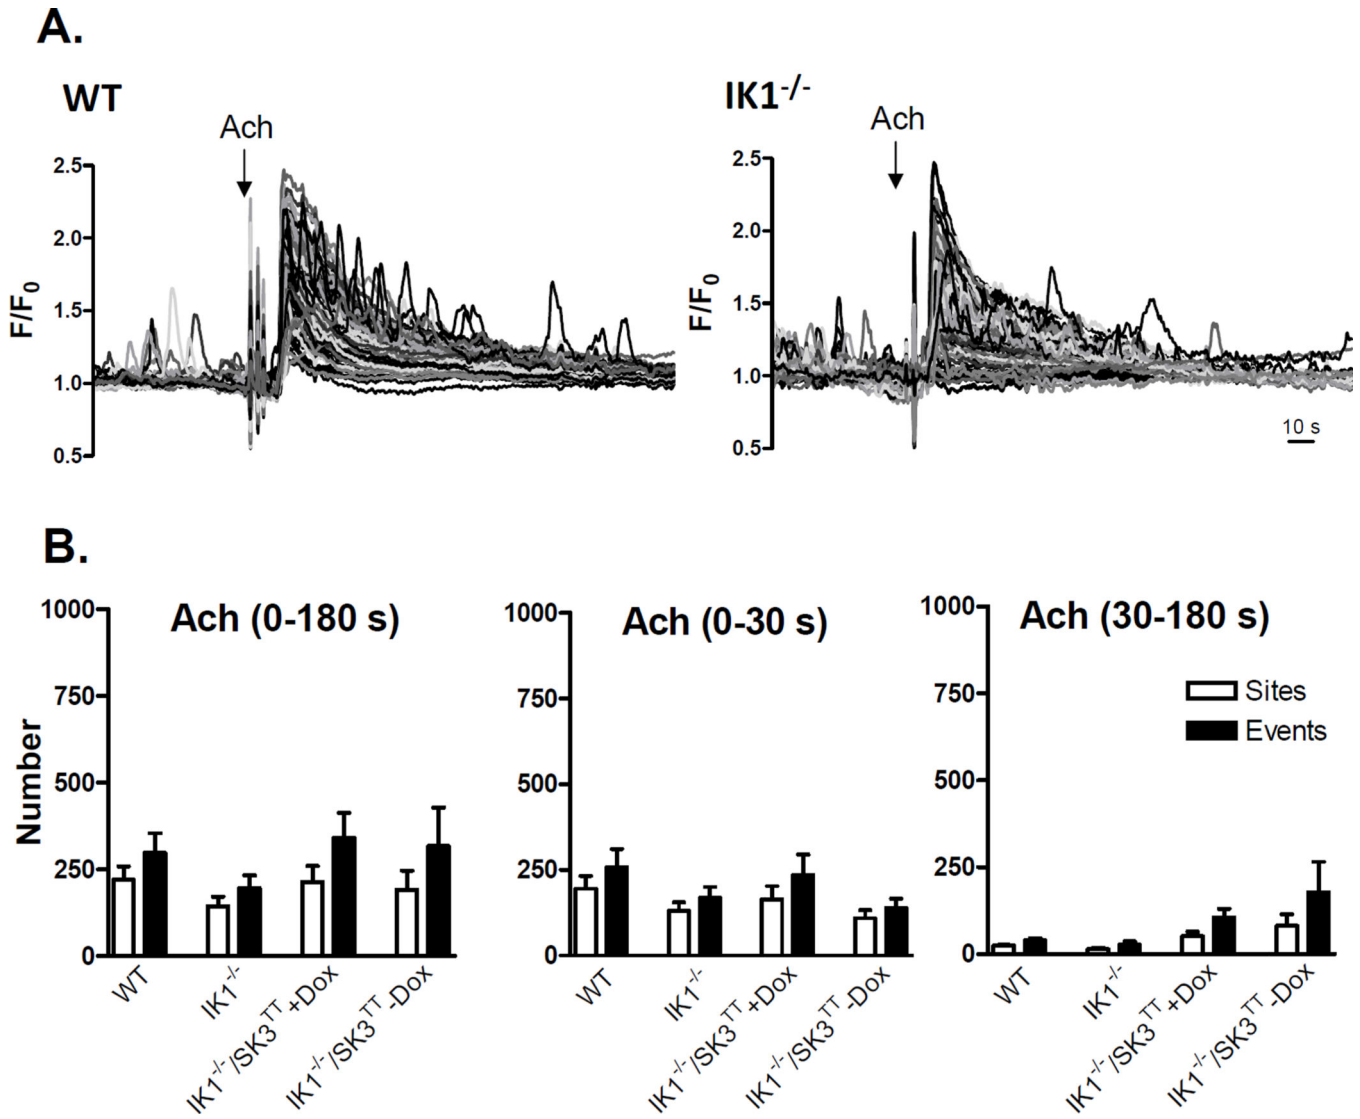 A.
WT
IK1-/-
Ach
Ach
2.5
2.0
1.5
1.0
0.5
F/F0
2.5
2.0
1.5
1.0
0.5
F/F0
10 s
B.
Ach (0-180 s)
Ach (0-30 s)
Ach (30-180 s)
Number
1000
750
500
250
0
1000
750
500
250
0
1000
750
500
250
0
Sites
Events
WT
IK1-/-
IK1-/-/SK3TT+Dox
IK1-/-/SK3TT-Dox
WT
IK1-/-
IK1-/-/SK3TT+Dox
IK1-/-/SK3TT-Dox
WT
IK1-/-
IK1-/-/SK3TT+Dox
IK1-/-/SK3TT-Dox